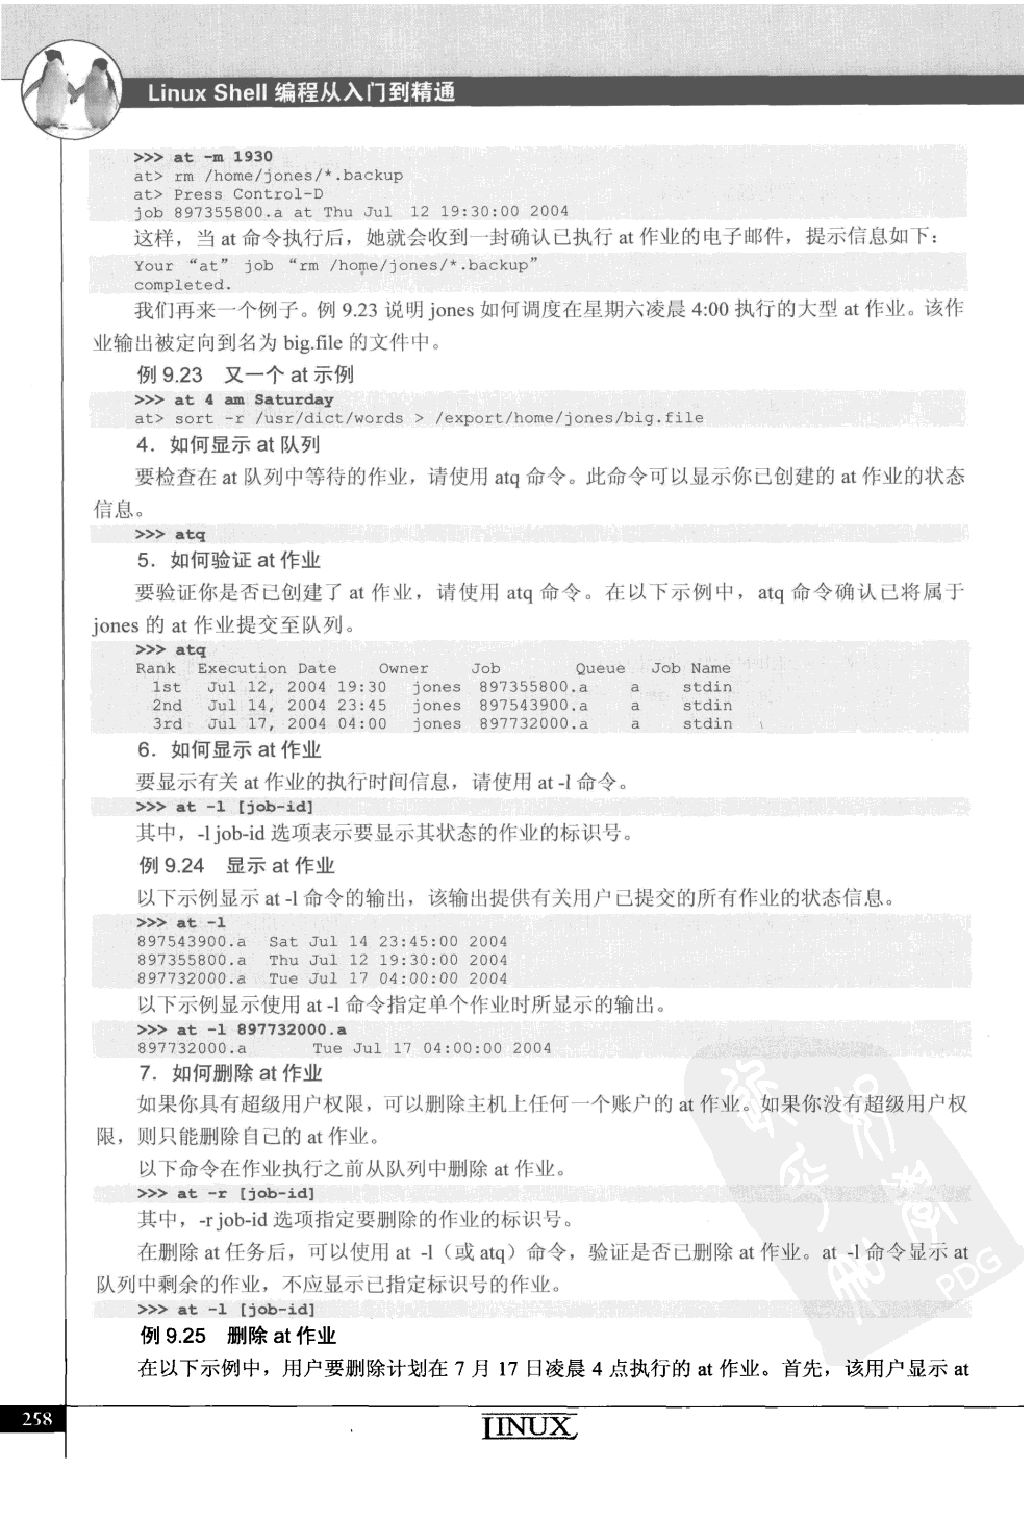 Linux Shell 编程从入门到精通
>>> at -m 1930
at> rm /home/jones/*.backup
at> Press Control-D
job 897355800.a at Thu Jul 12 19:30:00 2004
这样，当 at 命令执行后，她就会收到一封确认已执行 at 作业的电子邮件，提示信息如下：
Your “at” job “rm /home/jones/*.backup”
completed.
我们再来一个例子。例 9.23 说明 jones 如何调度在星期六凌晨 4:00 执行的大型 at 作业。该作
业输出被定向到名为 big.file 的文件中。
例 9.23 又一个 at 示例
>>> at 4 am Saturday
at> sort -r /usr/dict/words > /export/home/jones/big.file
4．如何显示 at 队列
要检查在 at 队列中等待的作业，请使用 atq 命令。此命令可以显示你已创建的 at 作业的状态
信息。
>>> atq
5．如何验证 at 作业
要验证你是否已创建了 at 作业，请使用 atq 命令。在以下示例中，atq 命令确认已将属于
jones 的 at 作业提交至队列。
>>> atq
Rank Execution Date Owner Job Queue Job Name
1st Jul 12, 2004 19:30 jones 897355800.a a stdin
2nd Jul 14, 2004 23:45 jones 897543900.a a stdin
3rd Jul 17, 2004 04:00 jones 897732000.a a stdin
6．如何显示 at 作业
要显示有关 at 作业的执行时间信息，请使用 at -l 命令。
>>> at -l [job-id]
其中，-l job-id 选项表示要显示其状态的作业的标识号。
例 9.24 显示 at 作业
以下示例显示 at -l 命令的输出，该输出提供有关用户已提交的所有作业的状态信息。
>>> at -l
897543900.a Sat Jul 14 23:45:00 2004
897355800.a Thu Jul 12 19:30:00 2004
897732000.a Tue Jul 17 04:00:00 2004
以下示例显示使用 at -l 命令指定单个作业时所显示的输出。
>>> at -l 897732000.a
897732000.a Tue Jul 17 04:00:00 2004
7．如何删除 at 作业
如果你具有超级用户权限，可以删除主机上任何一个账户的 at 作业。如果你没有超级用户权
限，则只能删除自己的 at 作业。
以下命令在作业执行之前从队列中删除 at 作业。
>>> at -r [job-id]
其中，-r job-id 选项指定要删除的作业的标识号。
在删除 at 任务后，可以使用 at -l（或 atq）命令，验证是否已删除 at 作业。at -l 命令显示 at
队列中剩余的作业，不应显示已指定标识号的作业。
PDG
>>> at -l [job-id]
例 9.25 删除 at 作业
在以下示例中，用户要删除计划在 7 月 17 日凌晨 4 点执行的 at 作业。首先，该用户显示 at
258
LINUX